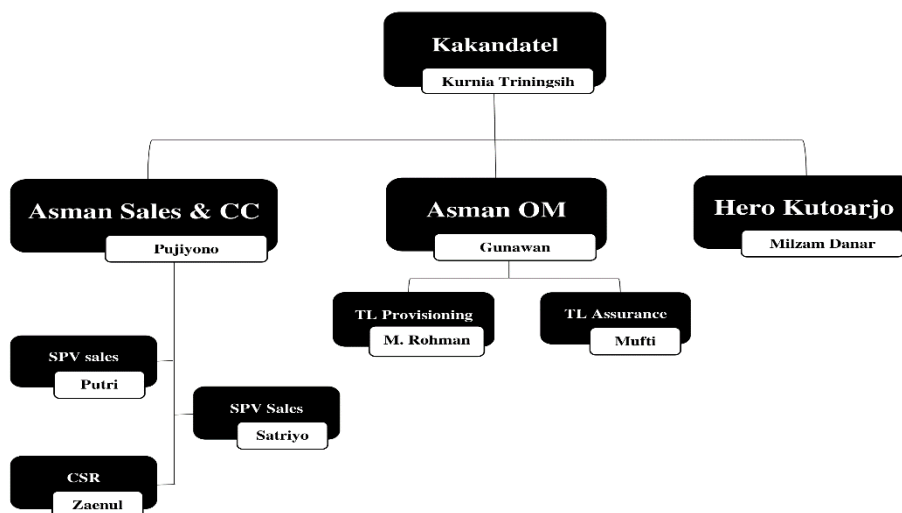 Kakandatel
Kurnia Triningsih
Asman Sales & CC
Pujiyono
Asman OM
Gunawan
Hero Kutoarjo
Milzam Danar
TL Provisioning
M. Rohman
TL Assurance
Mufti
SPV sales
Putri
SPV Sales
Satriyo
CSR
Zaenul